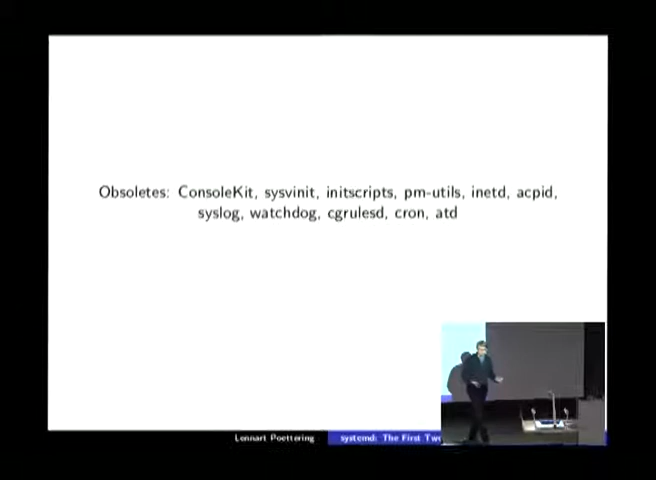 Obsoletes: ConsoleKit, sysvinit, initscripts, pm-utils, inetd, acpid,
syslog, watchdog, cgrulesd, cron, atd
Lennart Poettering
systemd: The First Two